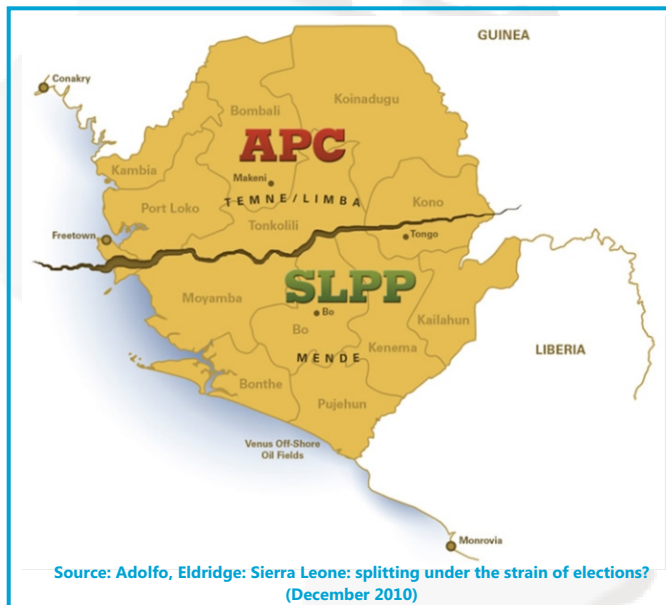 GUINEA
Conakry
Koinadugu
Bombali
APC
Kambia
Makeni
TEMNE/LIMBA
Kono
Port Loko
Tonkolili
Freetown
Tongo
SLPP
Moyamba
Bo
Bo
Kailahun
Kenema
LIBERIA
MENDE
Bonthe
Pujehun
Venus Off-Shore
Oil Fields
Monrovia
Source: Adolfo, Eldridge: Sierra Leone: splitting under the strain of elections?
(December 2010)